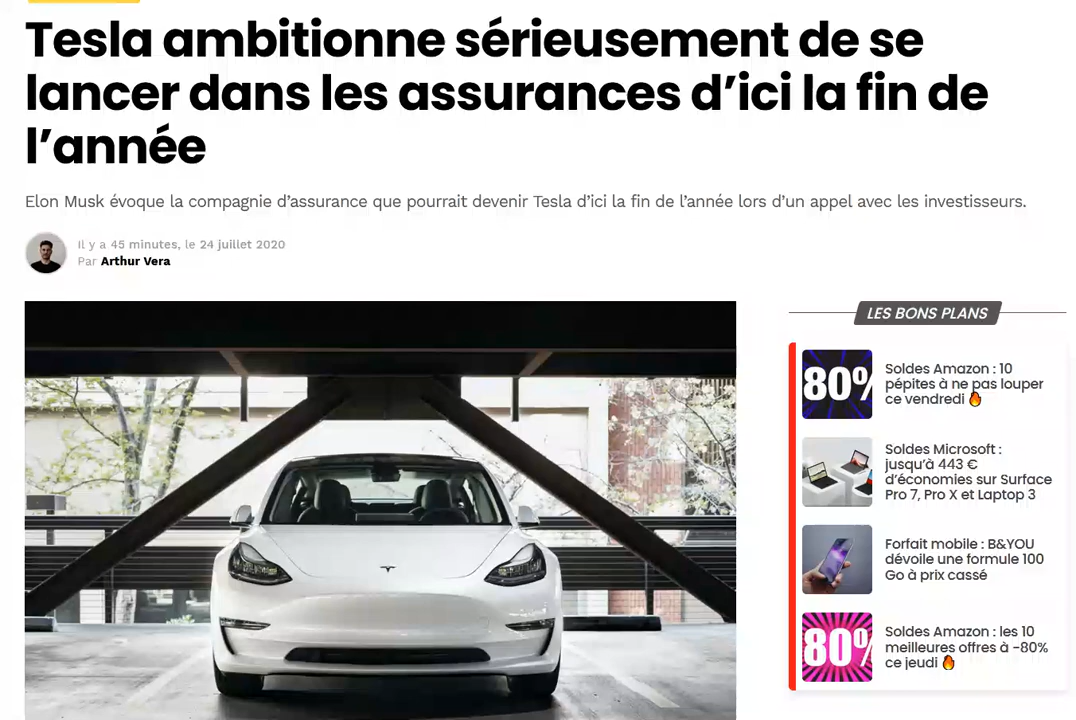 Tesla ambitionne sérieusement de se
lancer dans les assurances d’ici la fin de
l’année
Elon Musk évoque la compagnie d’assurance que pourrait devenir Tesla d’ici la fin de l’année lors d’un appel avec les investisseurs.
Il y a 45 minutes, le 24 juillet 2020
Par Arthur Vera
LES BONS PLANS
80%
Soldes Amazon : 10
pépites à ne pas louper
ce vendredi 🔥
Soldes Microsoft :
jusqu’à 443 €
d’économies sur Surface
Pro 7, Pro X et Laptop 3
Forfait mobile : B&YOU
dévoile une formule 100
Go à prix cassé
80%
Soldes Amazon : les 10
meilleures offres à -80%
ce jeudi 🔥